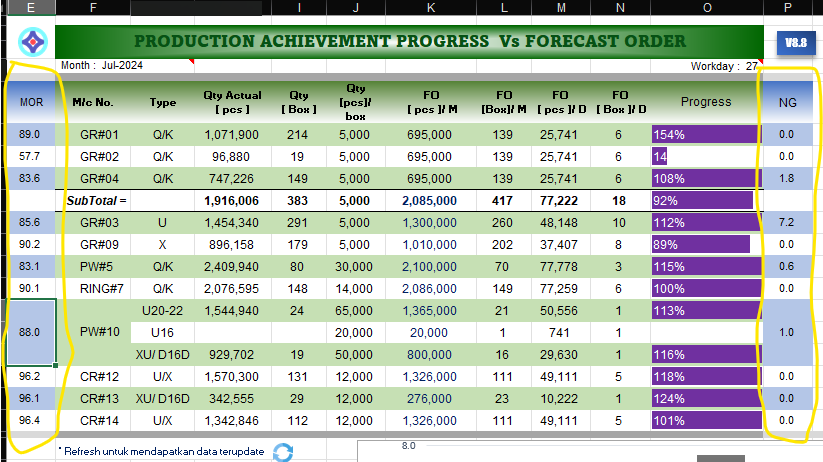 E F I J K L M N O P
PRODUCTION ACHIEVEMENT PROGRESS Vs FORECAST ORDER
V8.8
Month : Jul-2024 Workday : 27
MOR M/c No. Type Qty Actual [ pcs ] Qty [ Box ] Qty [pcs]/ box FO [ pcs ]/ M FO [Box]/ M FO [ pcs ]/ D FO [ Box ]/ D Progress NG
89.0 GR#01 Q/K 1,071,900 214 5,000 695,000 139 25,741 6 154% 0.0
57.7 GR#02 Q/K 96,880 19 5,000 695,000 139 25,741 6 14 0.0
83.6 GR#04 Q/K 747,226 149 5,000 695,000 139 25,741 6 108% 1.8
SubTotal = 1,916,006 383 5,000 2,085,000 417 77,222 18 92%
85.6 GR#03 U 1,454,340 291 5,000 1,300,000 260 48,148 10 112% 7.2
90.2 GR#09 X 896,158 179 5,000 1,010,000 202 37,407 8 89% 0.0
83.1 PW#5 Q/K 2,409,940 80 30,000 2,100,000 70 77,778 3 115% 0.6
90.1 RING#7 Q/K 2,076,595 148 14,000 2,086,000 149 77,259 6 100% 0.0
U20-22 1,544,940 24 65,000 1,365,000 21 50,556 1 113%
88.0 PW#10 U16 20,000 20,000 1 741 1 1.0
XU/ D16D 929,702 19 50,000 800,000 16 29,630 1 116%
96.2 CR#12 U/X 1,570,300 131 12,000 1,326,000 111 49,111 5 118% 0.0
96.1 CR#13 XU/ D16D 342,555 29 12,000 276,000 23 10,222 1 124% 0.0
96.4 CR#14 U/X 1,342,846 112 12,000 1,326,000 111 49,111 5 101% 0.0
* Refresh untuk mendapatkan data terupdate
8.0